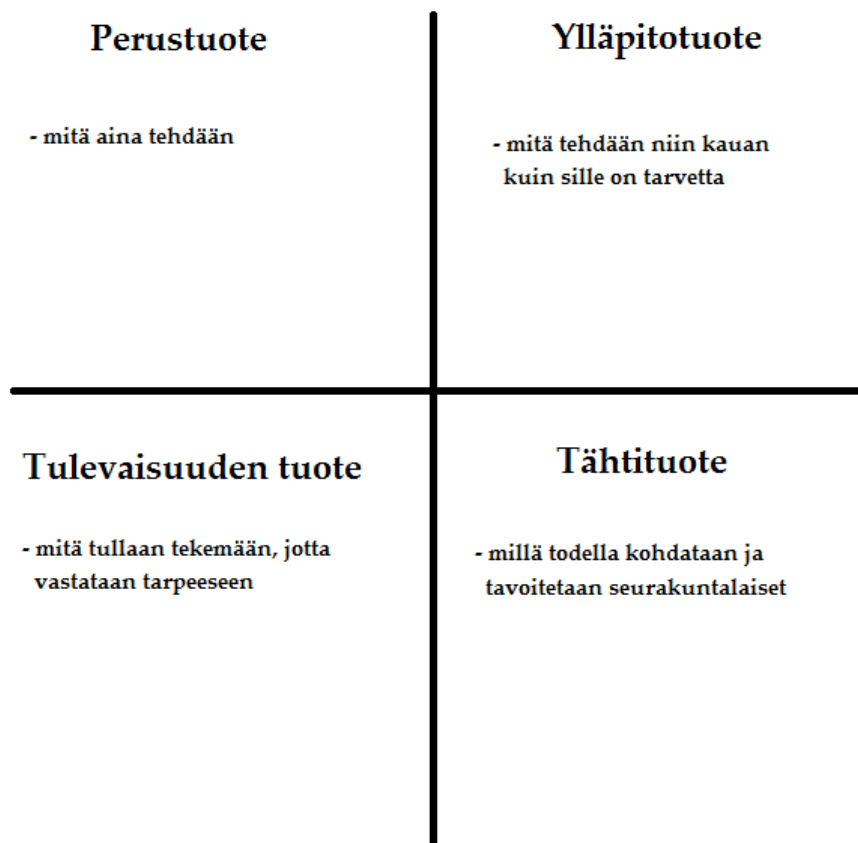 Perustuote
- mitä aina tehdään
Ylläpitotuote
- mitä tehdään niin kauan
kuin sille on tarvetta
Tulevaisuuden tuote
- mitä tullaan tekemään, jotta
vastataan tarpeeseen
Tähtituote
- millä todella kohdataan ja
tavoitetaan seurakuntalaiset